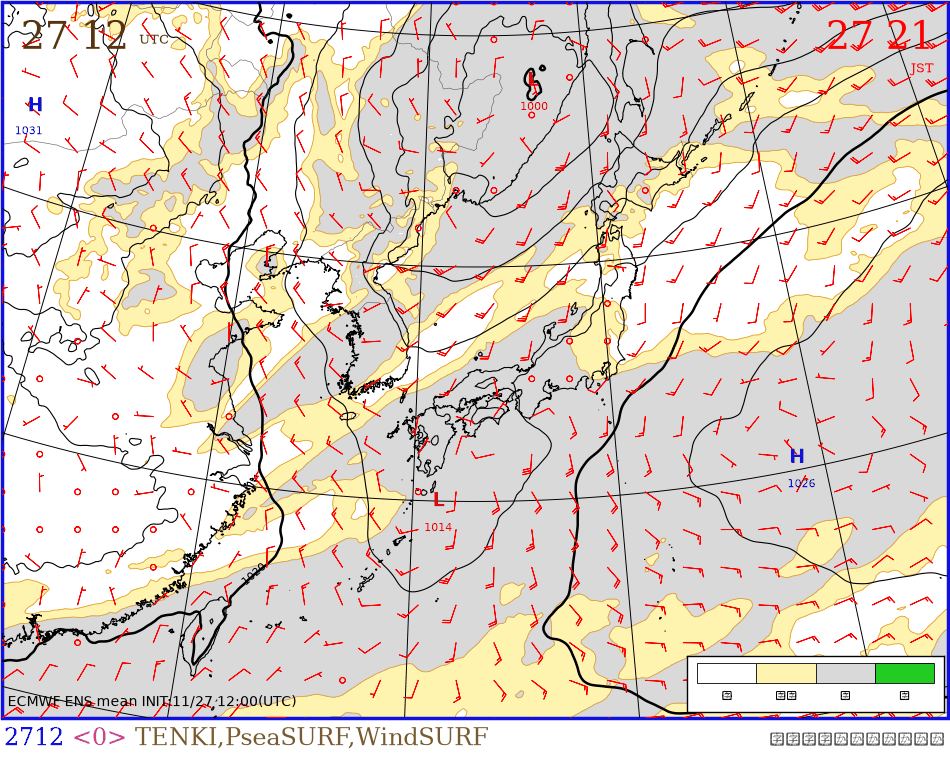 27 12 UTC
27 21 JST
H
1031
L
1000
H
1026
L
1014
1020
ECMWF ENS mean INIT:11/27 12:00(UTC)
2712 <0> TENKI,PseaSURF,WindSURF